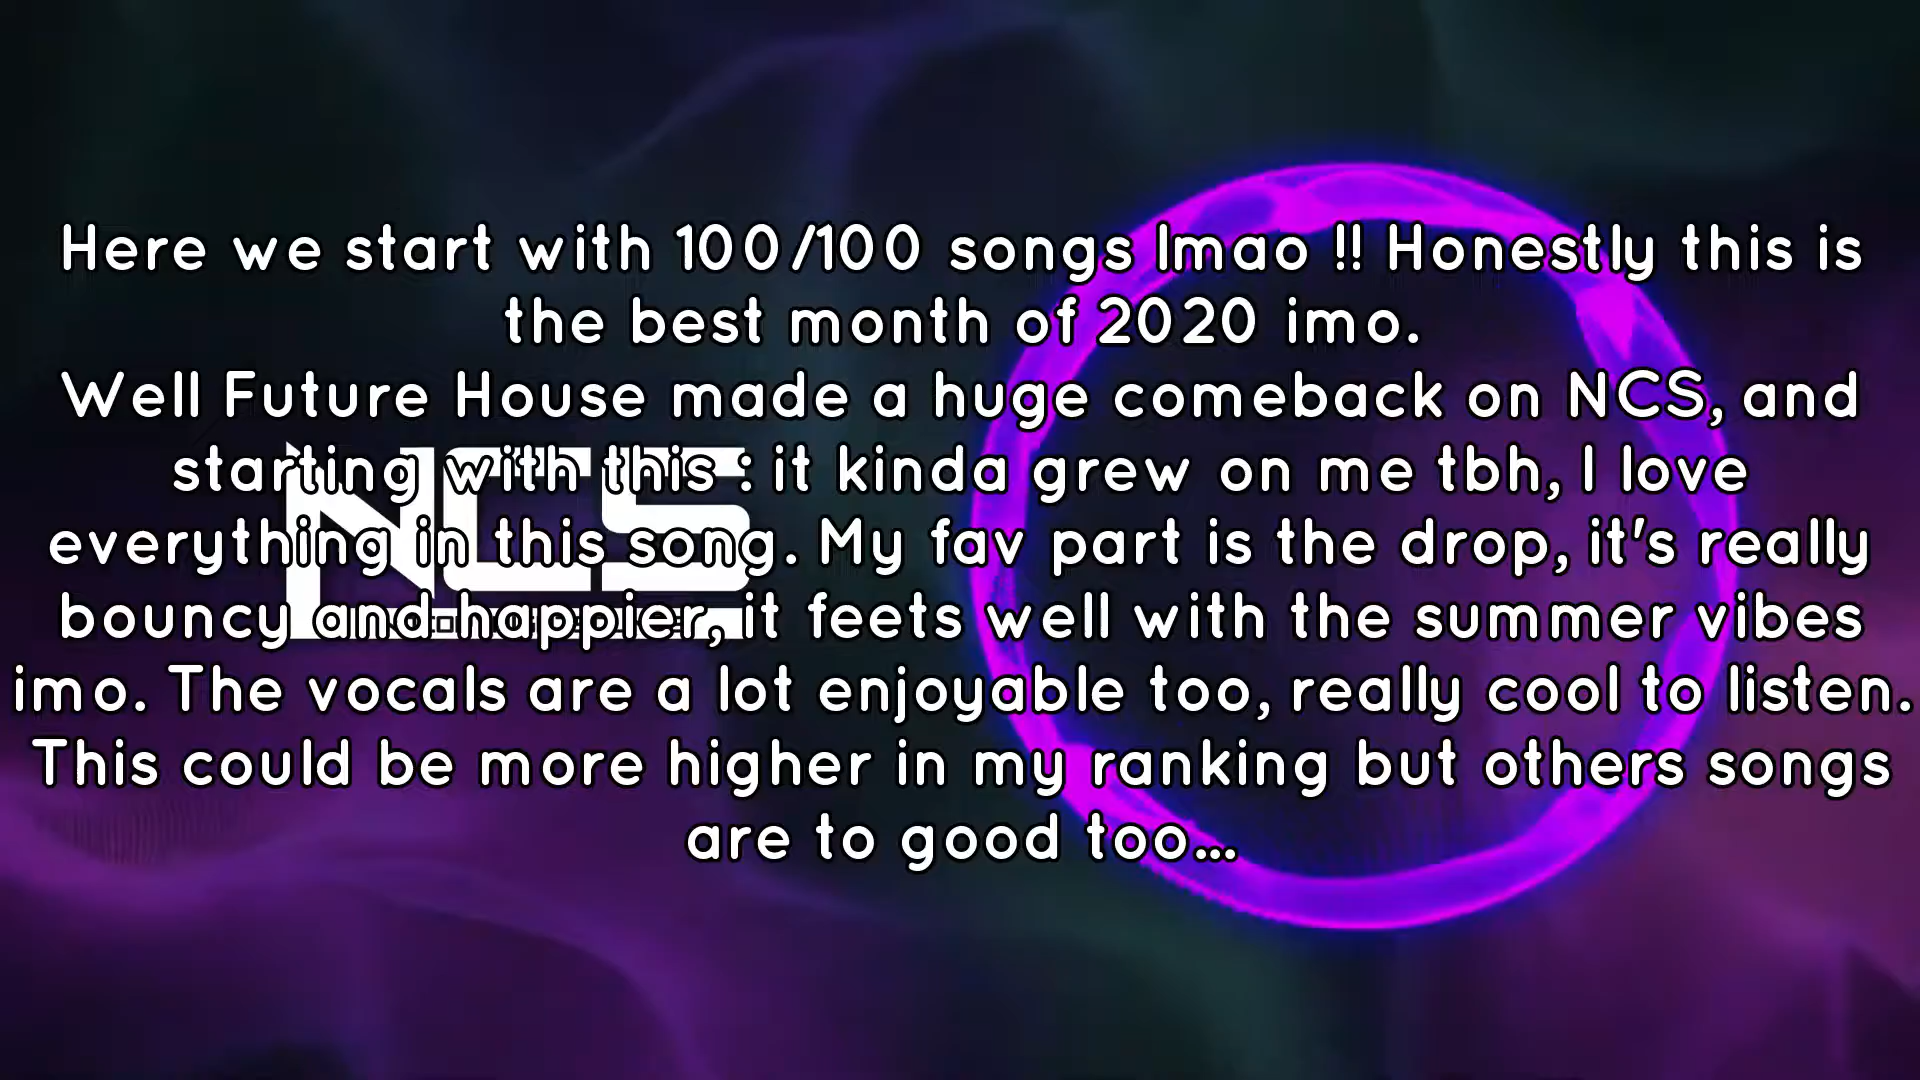 Here we start with 100/100 songs lmao !! Honestly this is
the best month of 2020 imo.
Well Future House made a huge comeback on NCS, and
starting with this : it kinda grew on me tbh, I love
everything in this song. My fav part is the drop, it's really
bouncy and happier, it feets well with the summer vibes
imo. The vocals are a lot enjoyable too, really cool to listen.
This could be more higher in my ranking but others songs
are to good too...
NCS